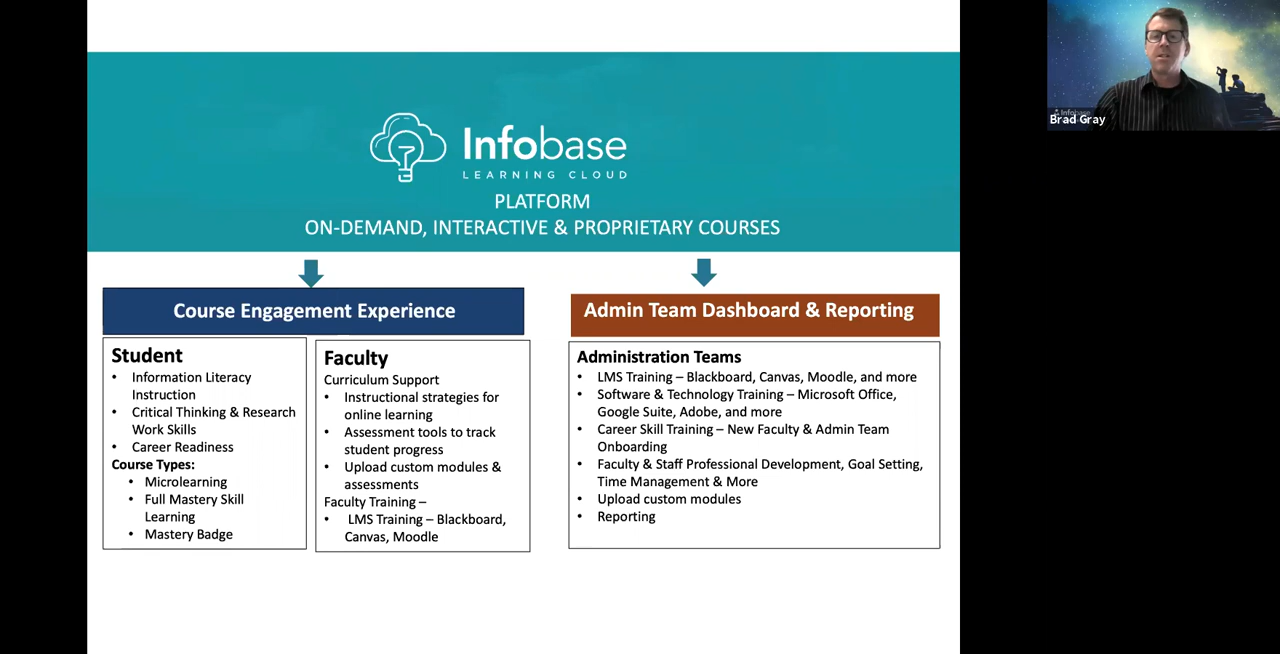 Infobase
LEARNING CLOUD
PLATFORM
ON-DEMAND, INTERACTIVE & PROPRIETARY COURSES
Course Engagement Experience
Student
• Information Literacy
Instruction
• Critical Thinking & Research
Work Skills
• Career Readiness
Course Types:
• Microlearning
• Full Mastery Skill
Learning
• Mastery Badge
Faculty
Curriculum Support
• Instructional strategies for
online learning
• Assessment tools to track
student progress
• Upload custom modules &
assessments
Faculty Training –
• LMS Training – Blackboard,
Canvas, Moodle
Admin Team Dashboard & Reporting
Administration Teams
• LMS Training – Blackboard, Canvas, Moodle, and more
• Software & Technology Training – Microsoft Office,
Google Suite, Adobe, and more
• Career Skill Training – New Faculty & Admin Team
Onboarding
• Faculty & Staff Professional Development, Goal Setting,
Time Management & More
• Upload custom modules
• Reporting
Infobase
Brad Gray